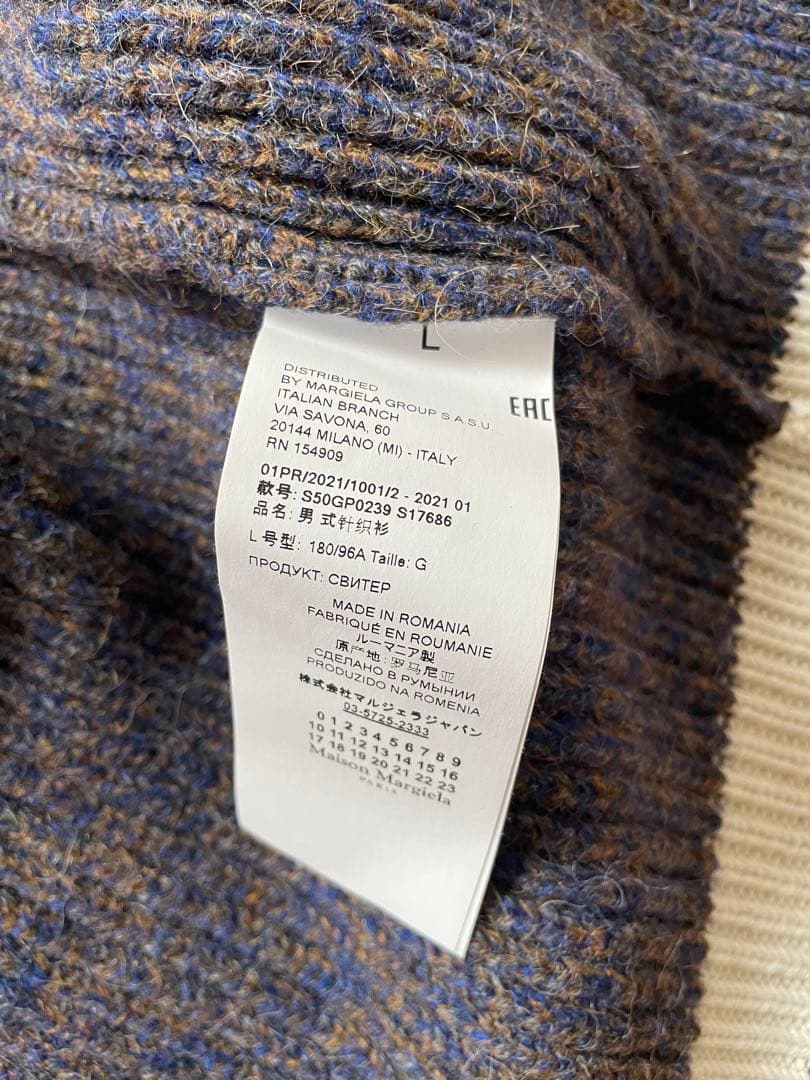 L
DISTRIBUTED
BY MARGIELA GROUP S.A.S.U.
ITALIAN BRANCH
VIA SAVONA, 60
20144 MILANO (MI) - ITALY
RN 154909
EAC
01PR/2021/1001/2 - 2021 01
款号: S50GP0239 S17686
品名: 男 式针织衫
L 号型: 180/96A Taille: G
ПРОДУКТ: СВИТЕР
MADE IN ROMANIA
FABRIQUÉ EN ROUMANIE
ルーマニア製
原产地: 罗马尼亚
СДЕЛАНО В РУМЫНИИ
PRODUZIDO NA ROMENIA
株式会社マルジェラジャパン
03-5725-2333
0 1 2 3 4 5 6 7 8 9
10 11 12 13 14 15 16
17 18 19 20 21 22 23
Maison Margiela
PARIS